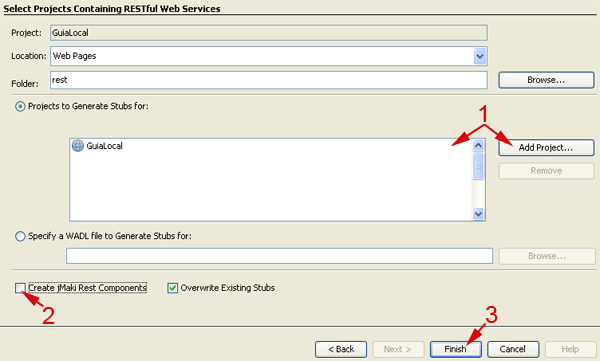 Select Projects Containing RESTful Web Services
Project: GuiaLocal
Location: Web Pages
Folder: rest Browse...
Projects to Generate Stubs for:
1
GuiaLocal Add Project...
Remove
Specify a WADL file to Generate Stubs for:
Browse...
Create jMaki Rest Components Overwrite Existing Stubs
2 3
< Back Next > Finish Cancel Help